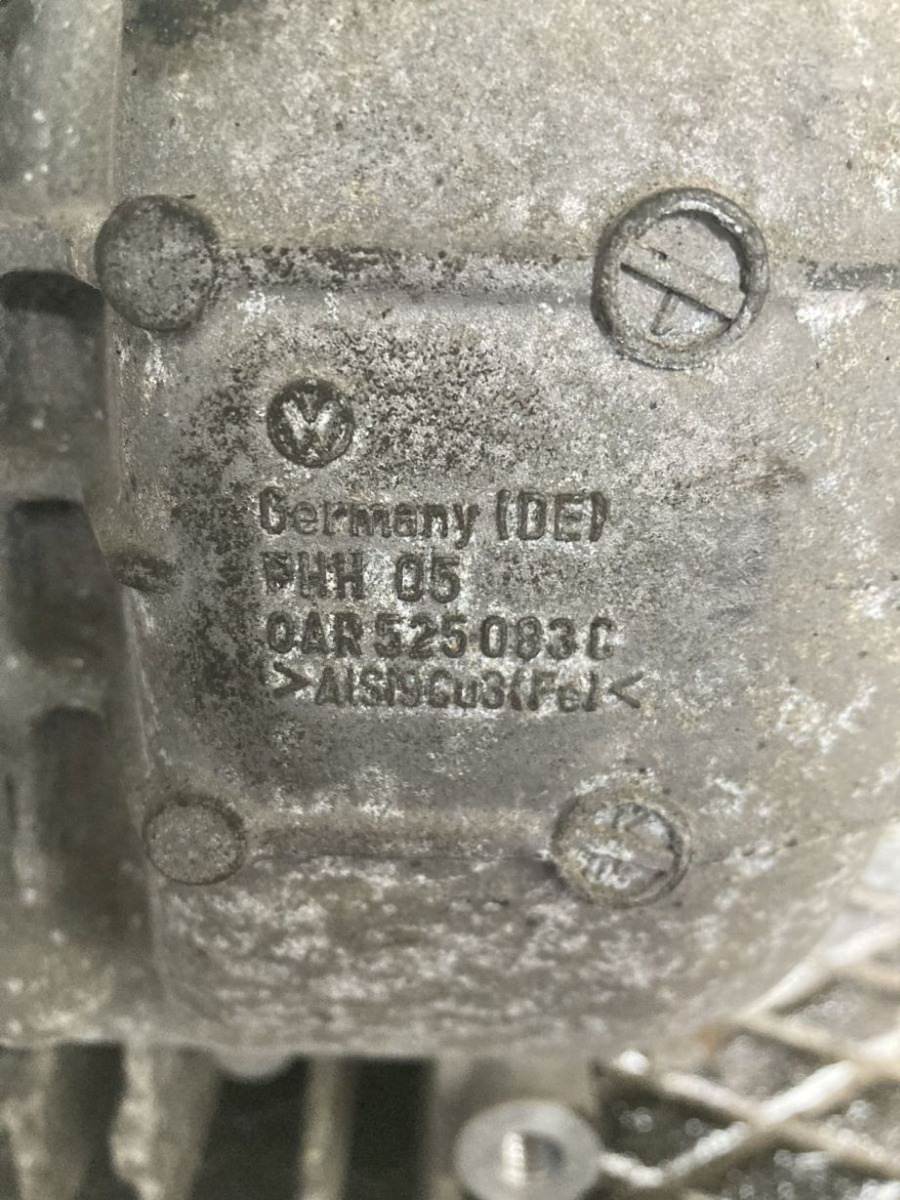 Germany (DE)
PHH 05
0AR 525 083 C
>AlSi9Cu3(Fe)<